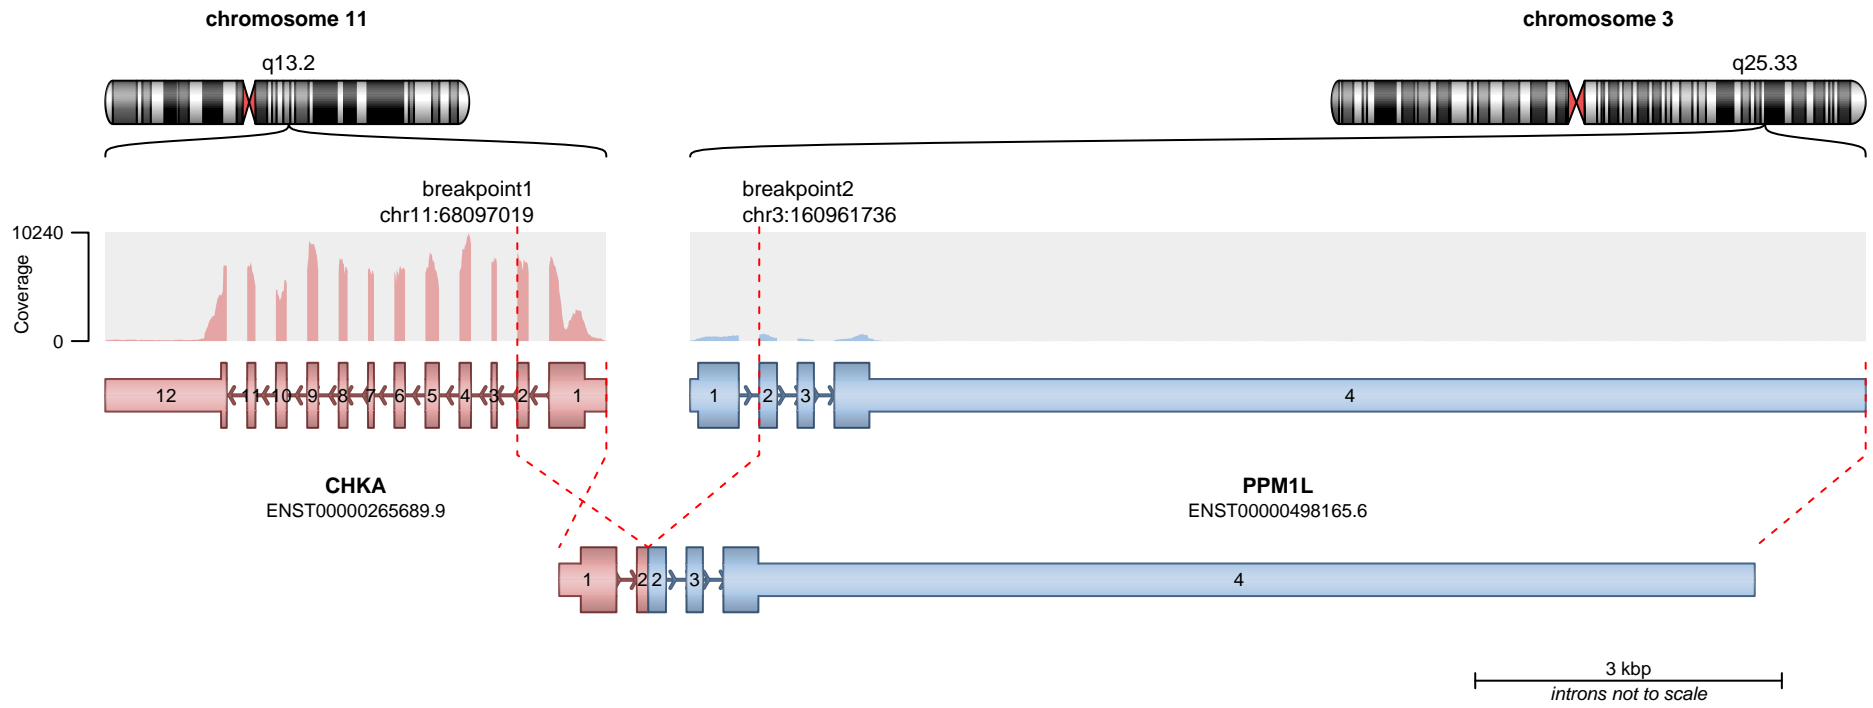 chromosome 11
chromosome 3
q13.2
q25.33
breakpoint1
chr11:68097019
breakpoint2
chr3:160961736
10240
Coverage
0
12 11 10 9 8 7 6 5 4 3 2 1
1 2 3 4
CHKA
ENST00000265689.9
PPM1L
ENST00000498165.6
1 2 2 3 4
3 kbp
introns not to scale